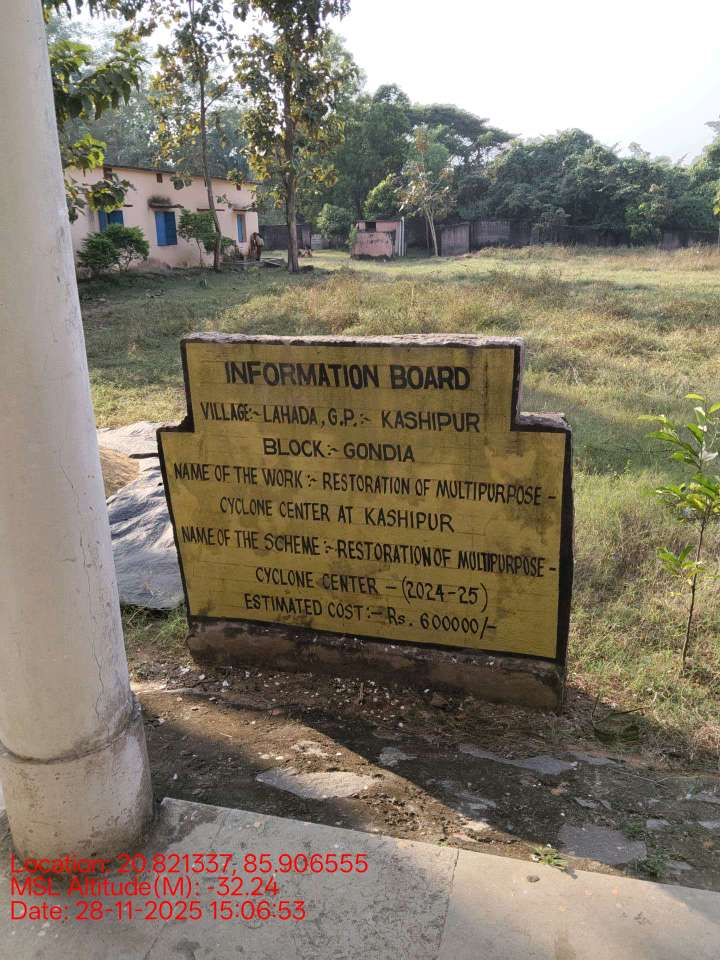 INFORMATION BOARD
VILLAGE:- LAHADA, G.P.:- KASHIPUR
BLOCK:- GONDIA
NAME OF THE WORK:- RESTORATION OF MULTIPURPOSE-
CYCLONE CENTER AT KASHIPUR
NAME OF THE SCHEME:- RESTORATION OF MULTIPURPOSE-
CYCLONE CENTER - (2024-25)
ESTIMATED COST:- Rs. 600000/-
Location: 20.821337, 85.906555
MSL Altitude(M): -32.24
Date: 28-11-2025 15:06:53